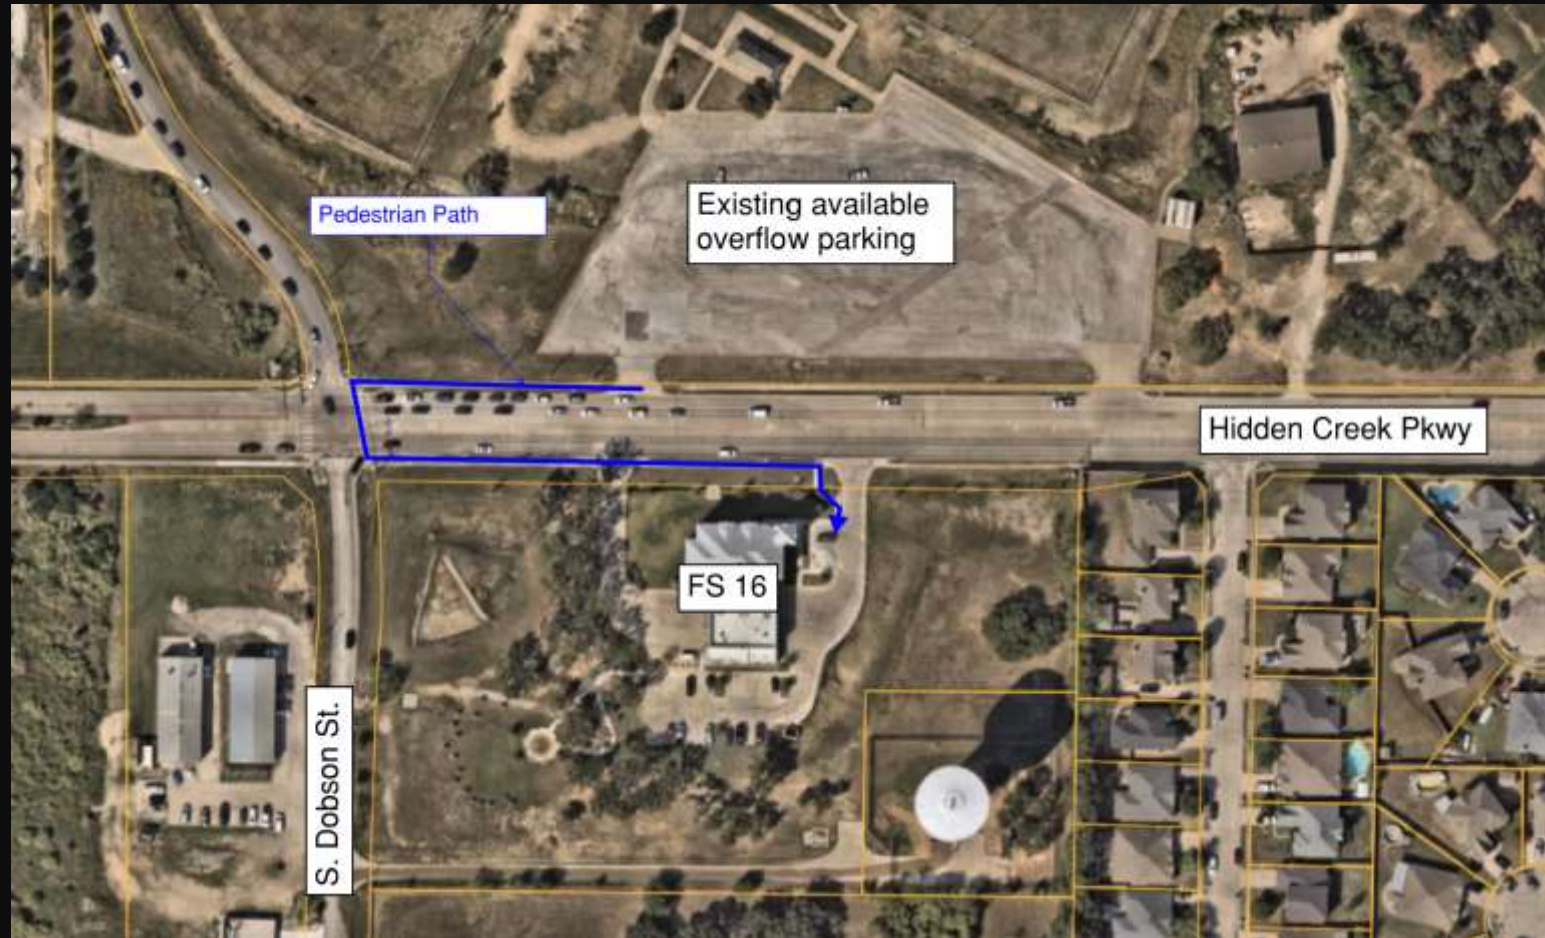 Pedestrian Path
Existing available
overflow parking
Hidden Creek Pkwy
FS 16
S. Dobson St.